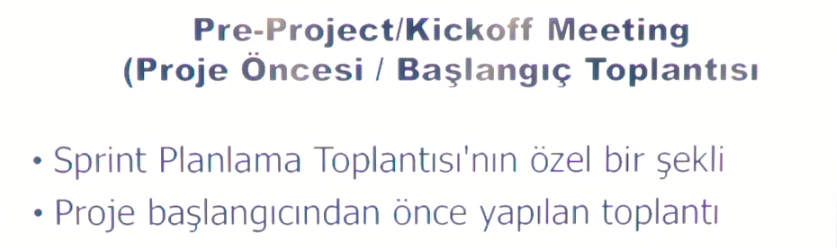 Pre-Project/Kickoff Meeting
(Proje Öncesi / Başlangıç Toplantısı
• Sprint Planlama Toplantısı'nın özel bir şekli
• Proje başlangıcından önce yapılan toplantı